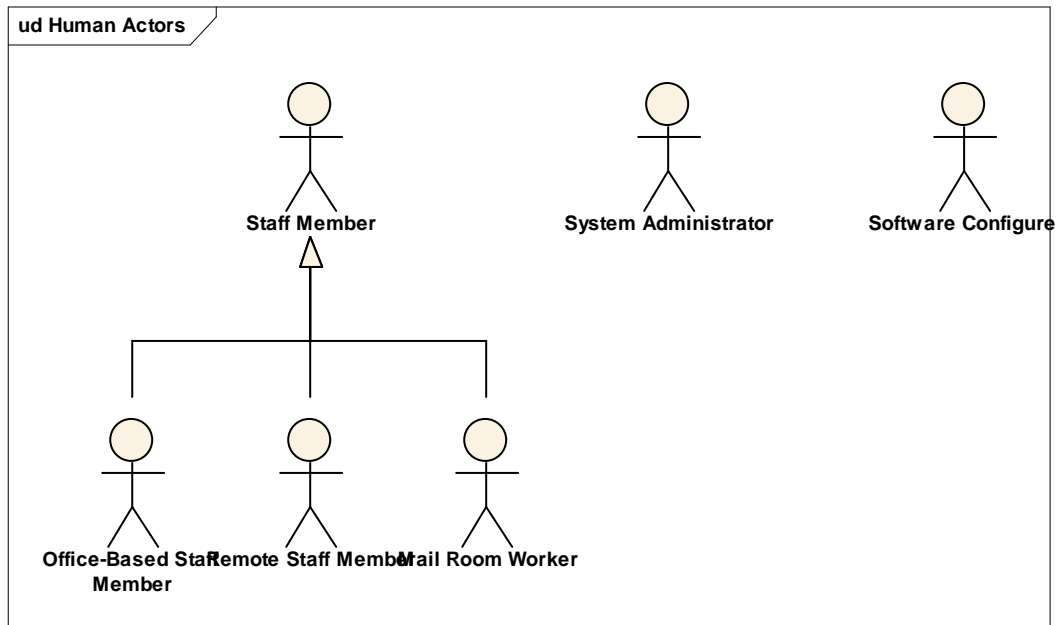 ud Human Actors
Staff Member
System Administrator
Software Configure
Office-Based Staff
Member
Remote Staff Member
Mail Room Worker